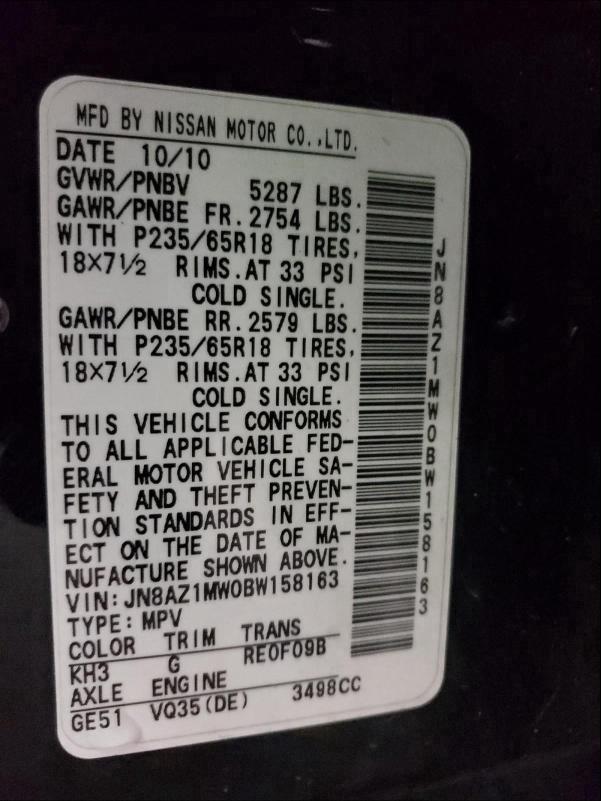 MFD BY NISSAN MOTOR CO.,LTD.
DATE 10/10
GVWR/PNBV 5287 LBS.
GAWR/PNBE FR. 2754 LBS.
WITH P235/65R18 TIRES,
18X7½ RIMS. AT 33 PSI
COLD SINGLE.
GAWR/PNBE RR. 2579 LBS.
WITH P235/65R18 TIRES,
18X7½ RIMS. AT 33 PSI
COLD SINGLE.
THIS VEHICLE CONFORMS
TO ALL APPLICABLE FED-
ERAL MOTOR VEHICLE SA-
FETY AND THEFT PREVEN-
TION STANDARDS IN EFF-
ECT ON THE DATE OF MA-
NUFACTURE SHOWN ABOVE.
VIN: JN8AZ1MW0BW158163
TYPE: MPV
COLOR TRIM TRANS
KH3 G RE0F09B
AXLE ENGINE
GE51 VQ35(DE) 3498CC
JN8AZ1MW0BW158163